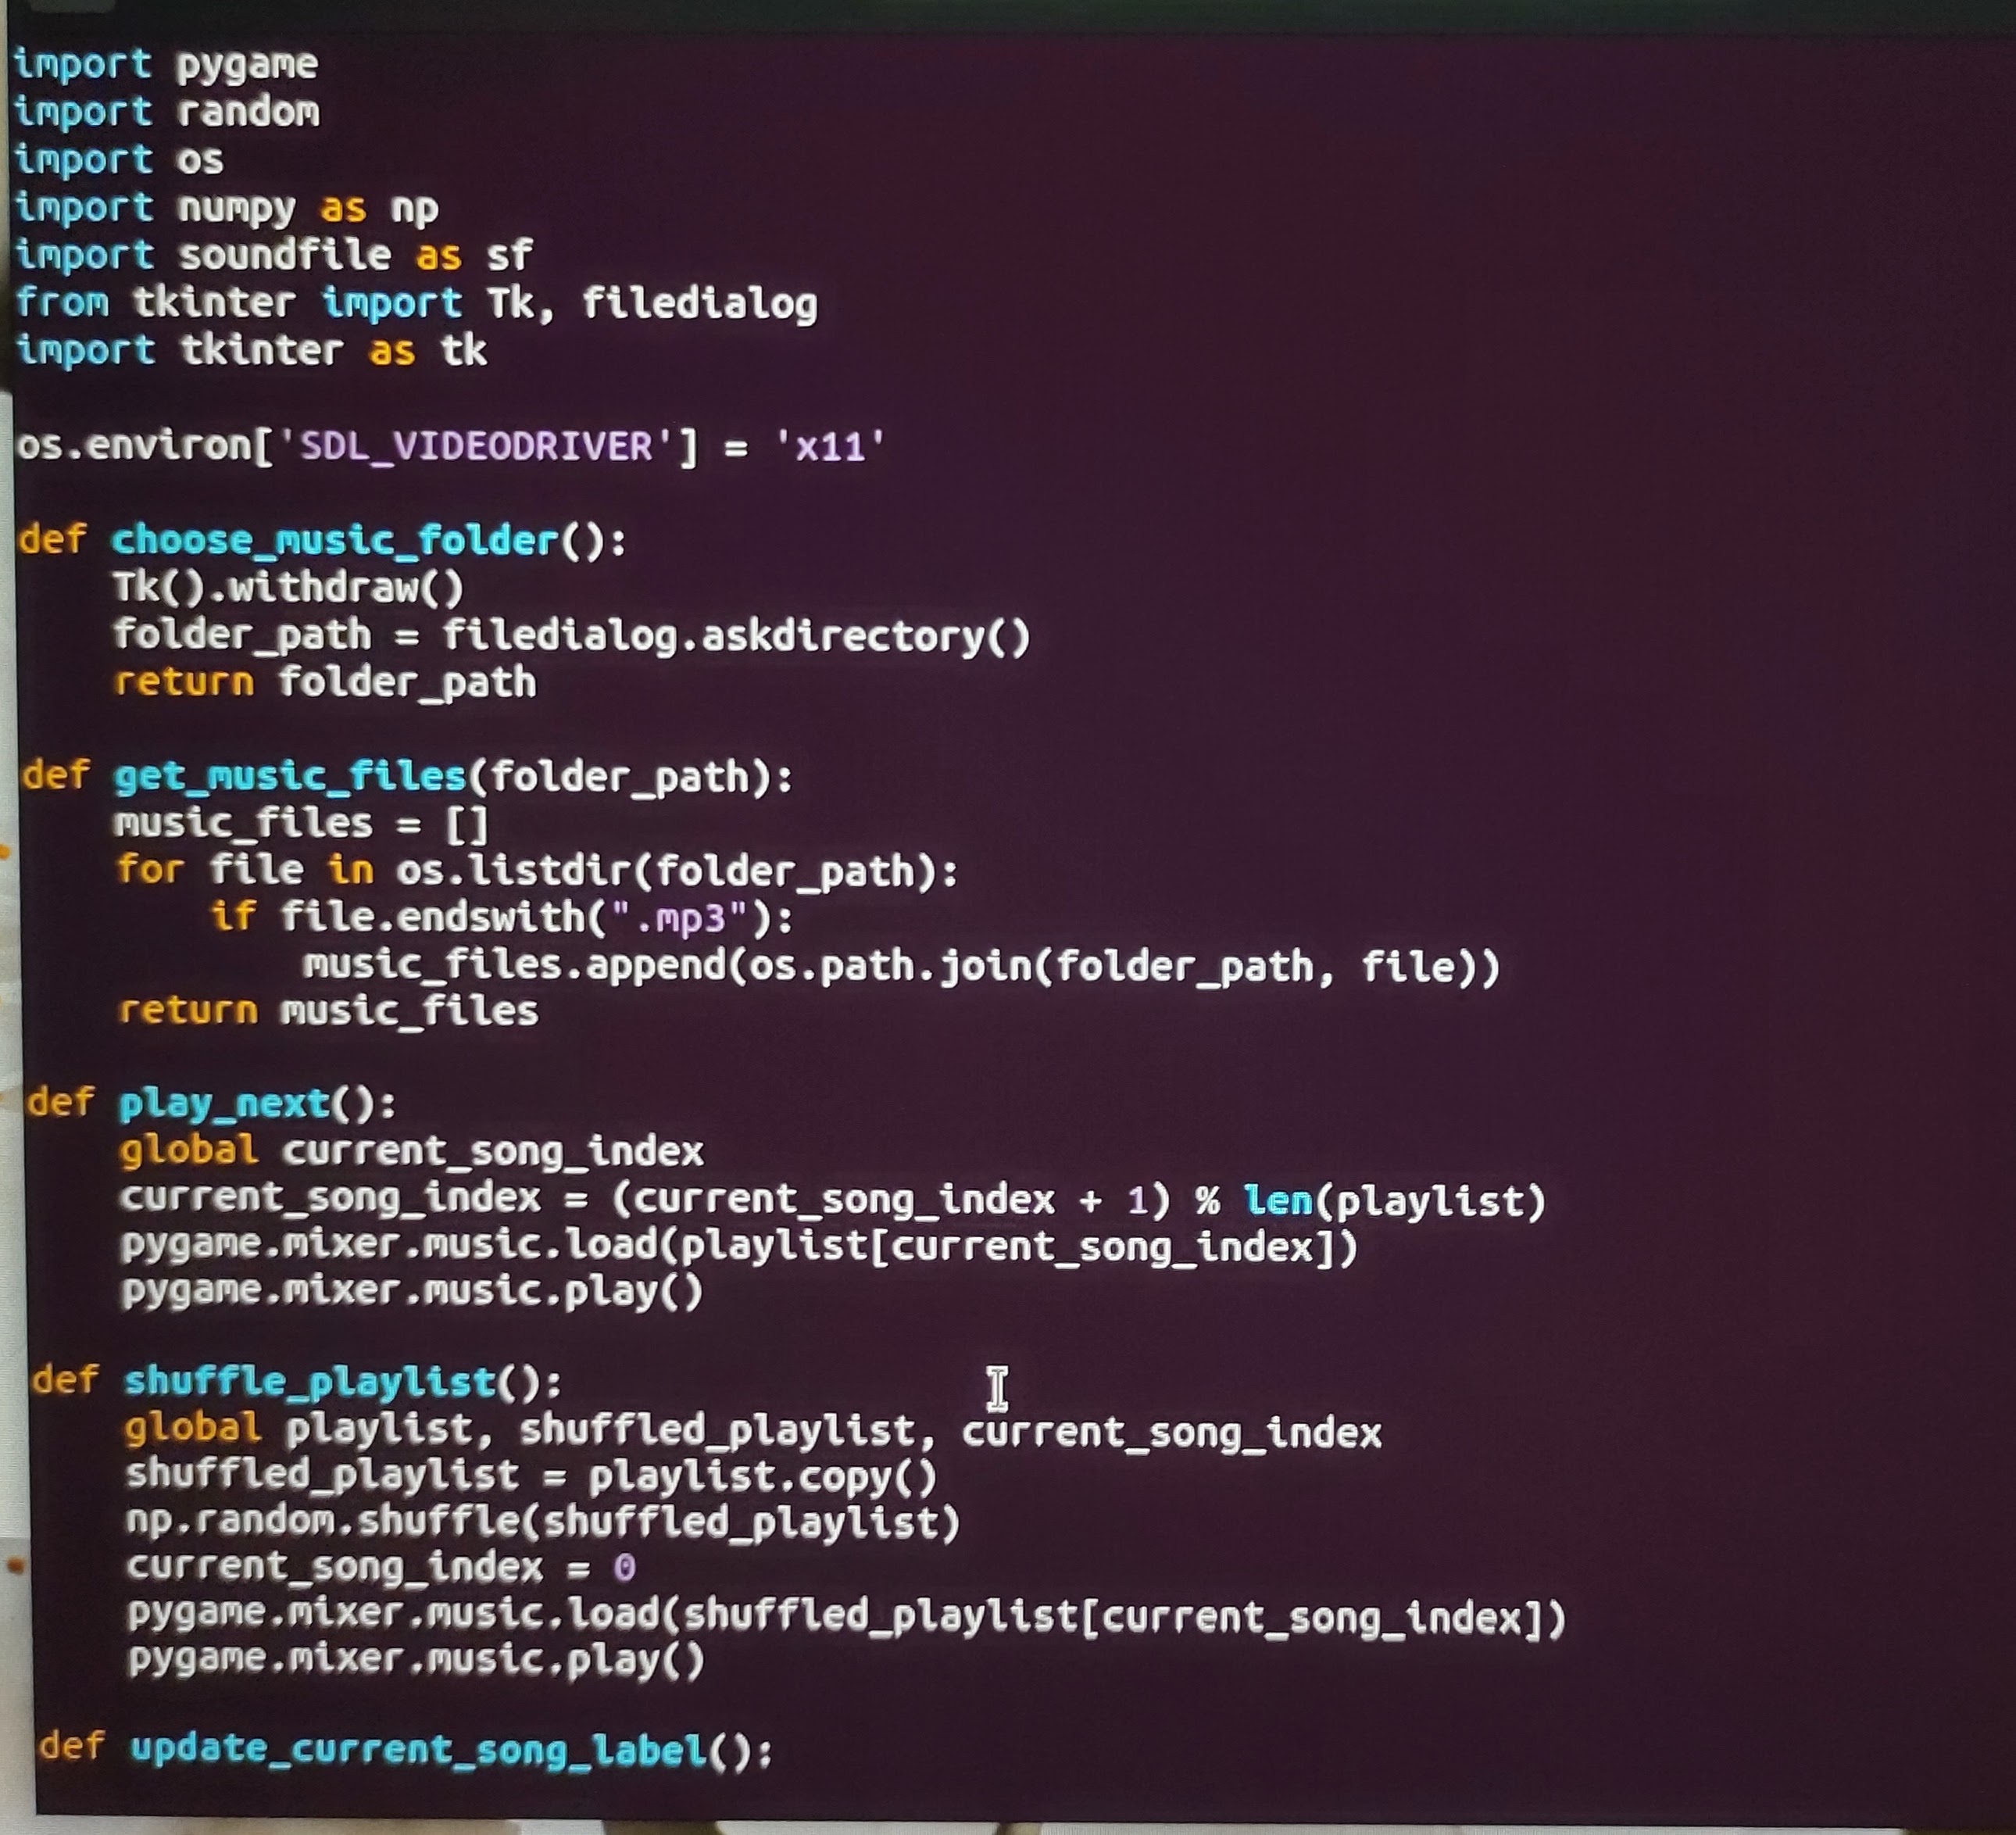 import pygame
import random
import os
import numpy as np
import soundfile as sf
from tkinter import Tk, filedialog
import tkinter as tk

os.environ['SDL_VIDEODRIVER'] = 'x11'

def choose_music_folder():
    Tk().withdraw()
    folder_path = filedialog.askdirectory()
    return folder_path

def get_music_files(folder_path):
    music_files = []
    for file in os.listdir(folder_path):
        if file.endswith(".mp3"):
            music_files.append(os.path.join(folder_path, file))
    return music_files

def play_next():
    global current_song_index
    current_song_index = (current_song_index + 1) % len(playlist)
    pygame.mixer.music.load(playlist[current_song_index])
    pygame.mixer.music.play()

def shuffle_playlist():
    global playlist, shuffled_playlist, current_song_index
    shuffled_playlist = playlist.copy()
    np.random.shuffle(shuffled_playlist)
    current_song_index = 0
    pygame.mixer.music.load(shuffled_playlist[current_song_index])
    pygame.mixer.music.play()

def update_current_song_label():